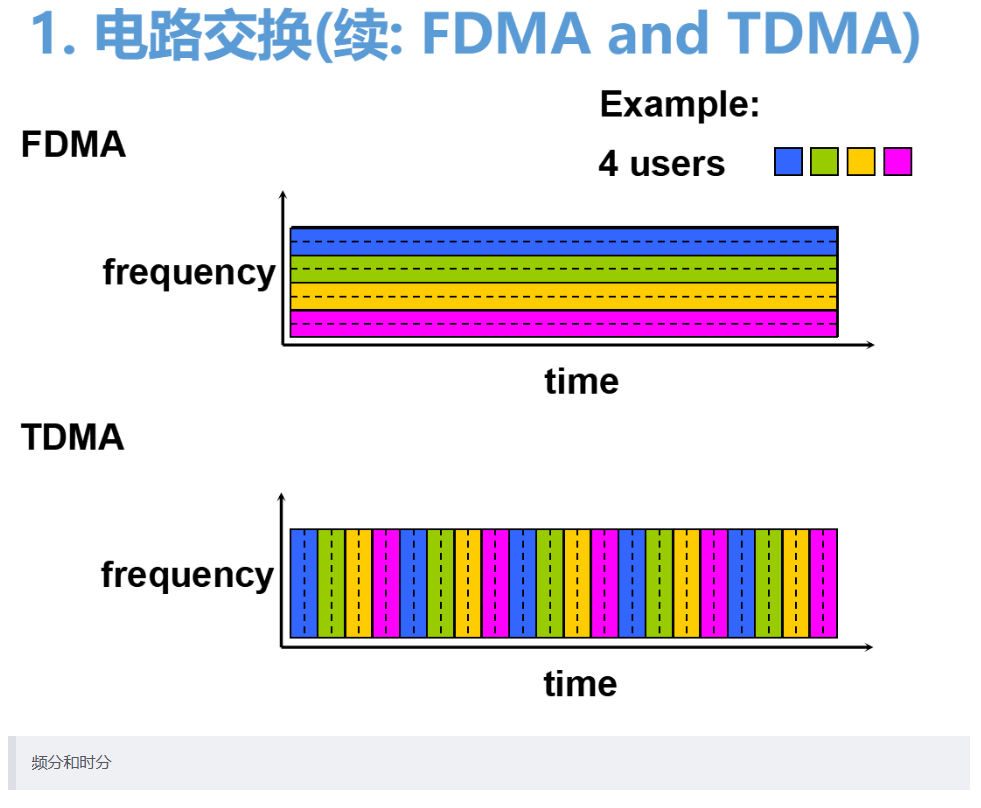 1. 电路交换(续: FDMA and TDMA)
Example:
FDMA
4 users
frequency
time
TDMA
frequency
time
频分和时分